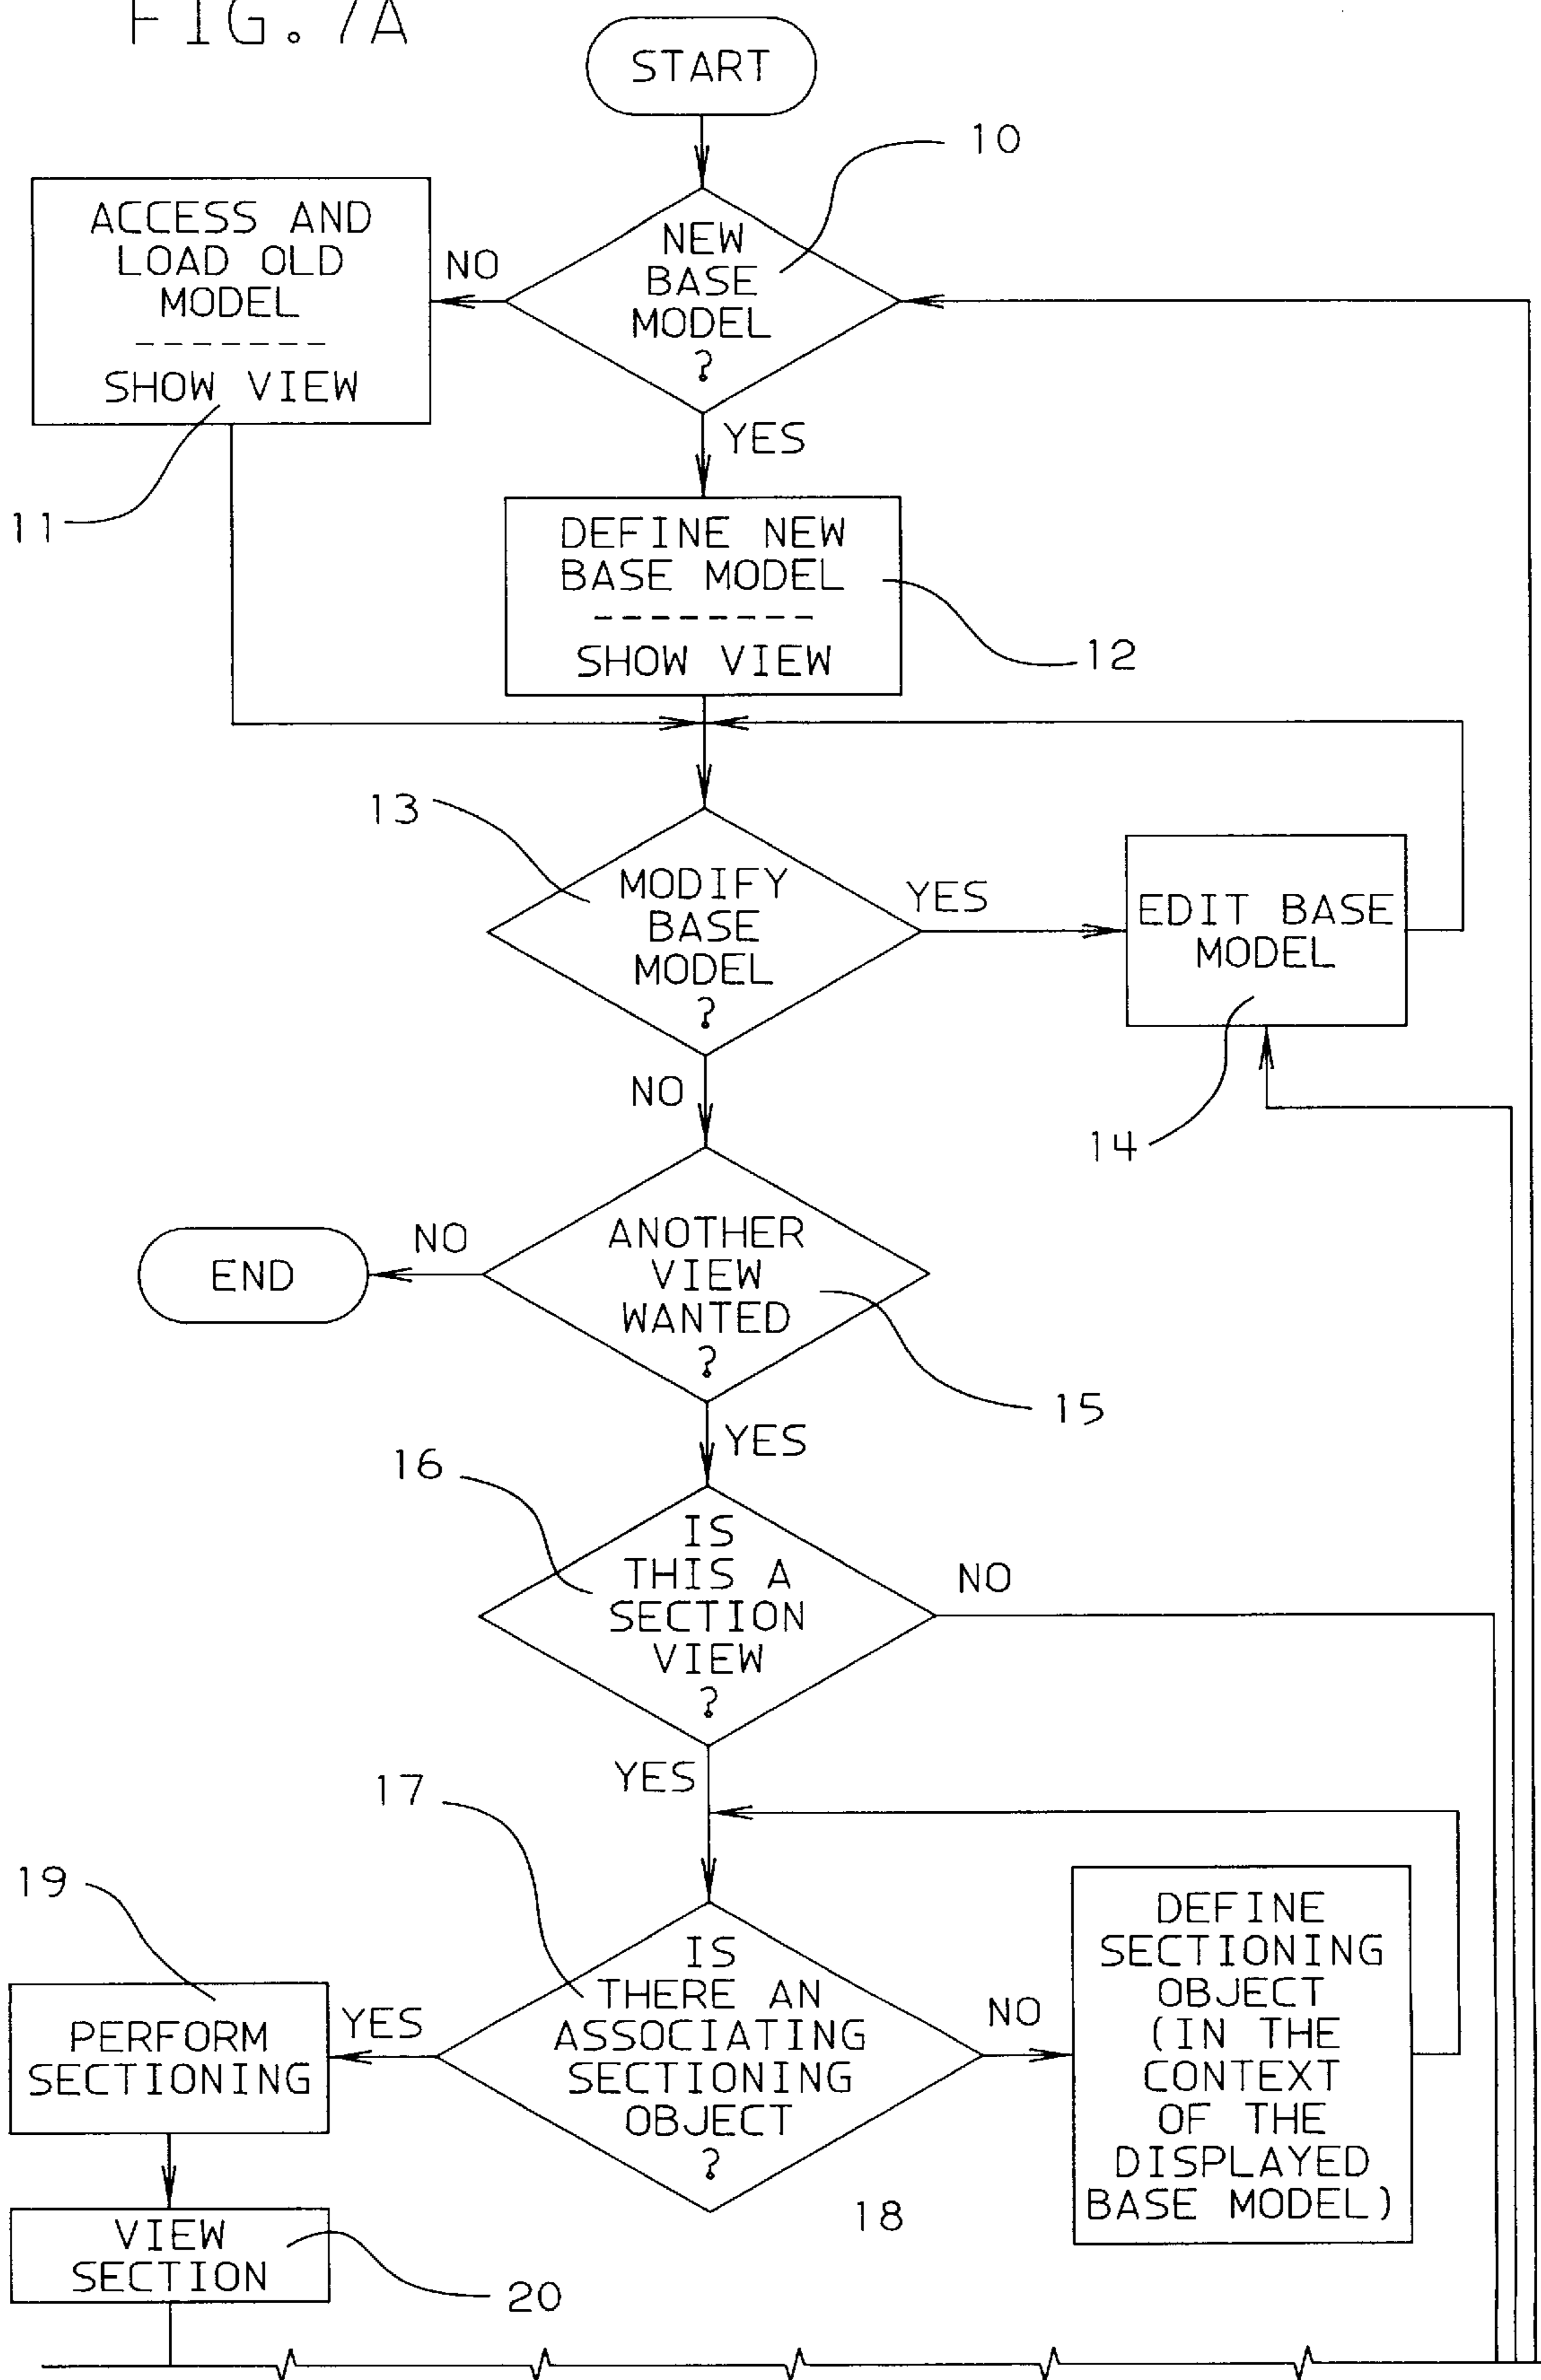 FIG. 7A
START
10
NEW
BASE
MODEL
?
NO
ACCESS AND
LOAD OLD
MODEL
-------
SHOW VIEW
11
YES
DEFINE NEW
BASE MODEL
--------
SHOW VIEW
12
13
MODIFY
BASE
MODEL
?
YES
EDIT BASE
MODEL
14
NO
ANOTHER
VIEW
WANTED
?
15
NO
END
YES
16
IS
THIS A
SECTION
VIEW
?
NO
YES
17
IS
THERE AN
ASSOCIATING
SECTIONING
OBJECT
?
NO
DEFINE
SECTIONING
OBJECT
(IN THE
CONTEXT
OF THE
DISPLAYED
BASE MODEL)
18
YES
19
PERFORM
SECTIONING
VIEW
SECTION
20